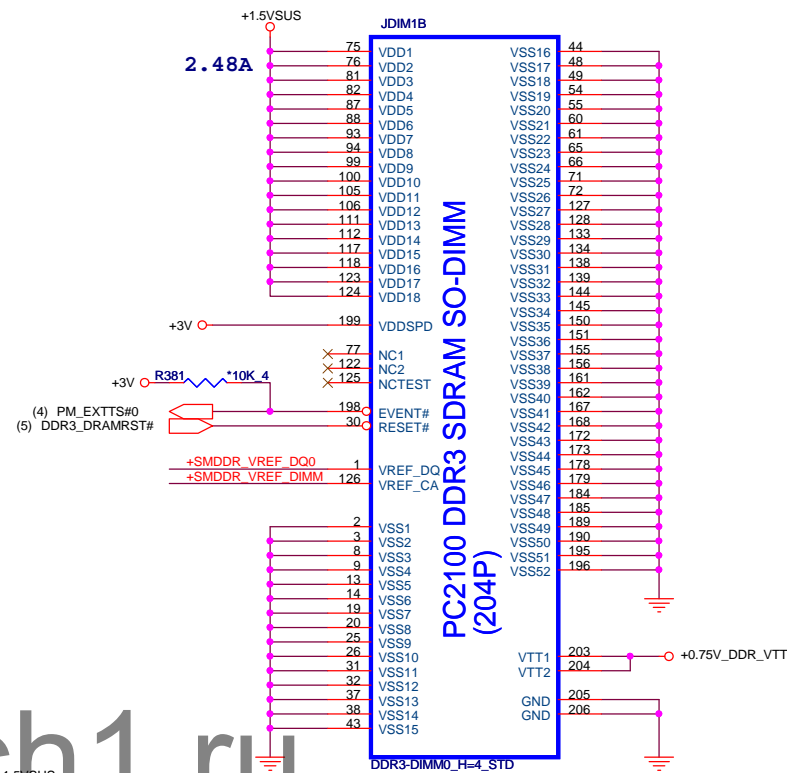 +1.5VSUS
JDIM1B
2.48A
75 VDD1 VSS16 44
76 VDD2 VSS17 48
81 VDD3 VSS18 49
82 VDD4 VSS19 54
87 VDD5 VSS20 55
88 VDD6 VSS21 60
93 VDD7 VSS22 61
94 VDD8 VSS23 65
99 VDD9 VSS24 66
100 VDD10 VSS25 71
105 VDD11 VSS26 72
106 VDD12 VSS27 127
111 VDD13 VSS28 128
112 VDD14 VSS29 133
117 VDD15 VSS30 134
118 VDD16 VSS31 138
123 VDD17 VSS32 139
124 VDD18 VSS33 144
VSS34 145
+3V 199 VDDSPD VSS35 150
VSS36 151
77 NC1 VSS37 155
122 NC2 VSS38 156
125 NCTEST VSS39 161
+3V R381 *10K_4 VSS40 162
(4) PM_EXTTS#0 198 EVENT# VSS41 167
(5) DDR3_DRAMRST# 30 RESET# VSS42 168
VSS43 172
VSS44 173
+SMDDR_VREF_DQ0 1 VREF_DQ VSS45 178
+SMDDR_VREF_DIMM 126 VREF_CA VSS46 179
VSS47 184
VSS48 185
2 VSS1 VSS49 189
3 VSS2 VSS50 190
8 VSS3 VSS51 195
9 VSS4 VSS52 196
13 VSS5
14 VSS6
19 VSS7
20 VSS8
25 VSS9
26 VSS10 VTT1 203
31 VSS11 VTT2 204
+0.75V_DDR_VTT
32 VSS12
37 VSS13 GND 205
38 VSS14 GND 206
43 VSS15
PC2100 DDR3 SDRAM SO-DIMM
(204P)
DDR3-DIMM0_H=4_STD
ch1.ru